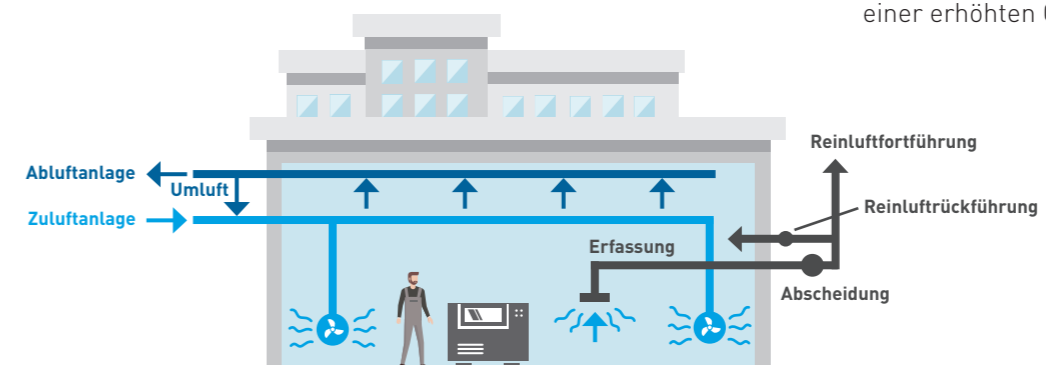 einer erhöhten
Reinluftfortführung
Abluftanlage
Umluft
Reinluftrückführung
Zuluftanlage
Erfassung
Abscheidung